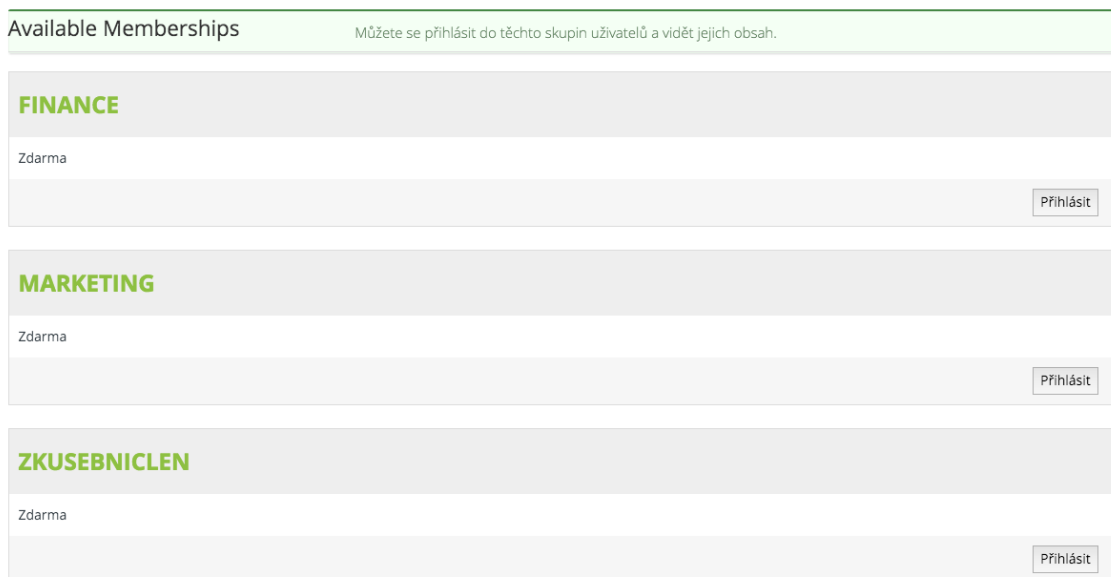 Available Memberships Můžete se přihlásit do těchto skupin uživatelů a vidět jejich obsah.
FINANCE
Zdarma
Přihlásit
MARKETING
Zdarma
Přihlásit
ZKUSEBNICLEN
Zdarma
Přihlásit